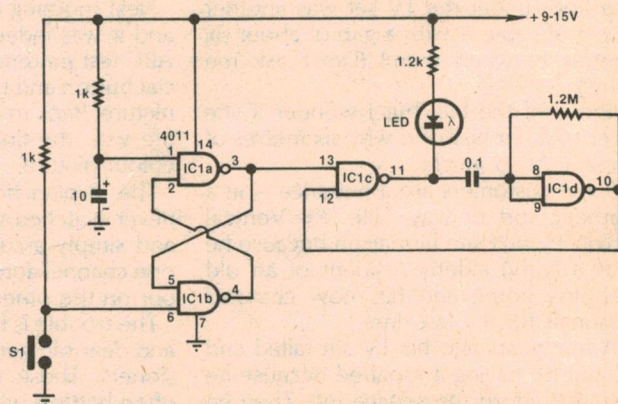 + 9-15V
1.2k
1k
LED λ
4011
1k
1 14
IC1a 3
2
13
IC1c 11
12
0.1
1.2M
8
IC1d 10
9
10 +
-
5
IC1b 4
6
7
S1